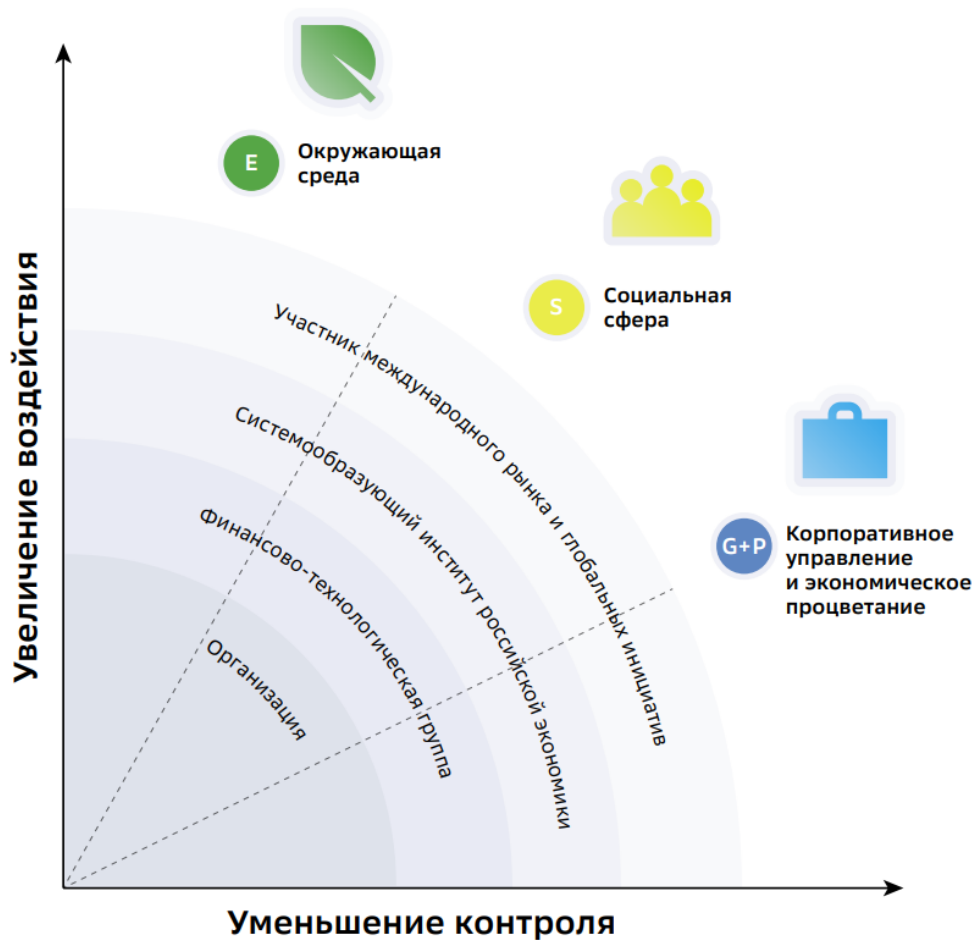 E
Окружающая
среда
S
Социальная
сфера
G+P
Корпоративное
управление
и экономическое
процветание
Участник международного рынка и глобальных инициатив
Системообразующий институт российской экономики
Финансово-технологическая группа
Организация
Увеличение воздействия
Уменьшение контроля